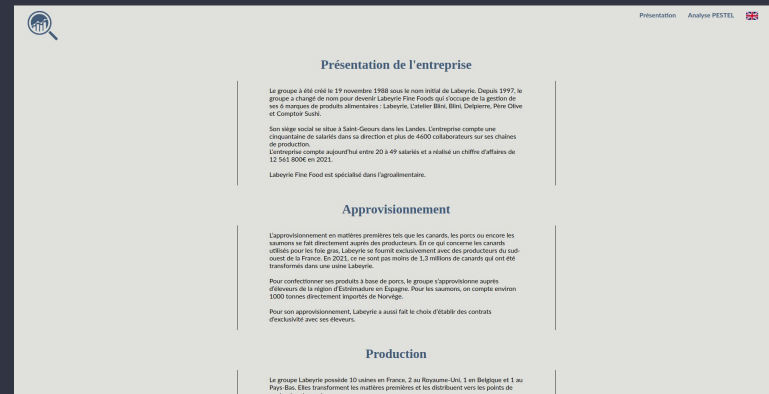 Présentation Analyse PESTEL
Présentation de l'entreprise
Le groupe à été créé le 19 novembre 1988 sous le nom initial de Labeyrie. Depuis 1997, le
groupe a changé de nom pour devenir Labeyrie Fine Foods qui s'occupe de la gestion de
ses 6 marques de produits alimentaires : Labeyrie, L'atelier Blini, Blini, Delpierre, Père Olive
et Comptoir Sushi.
Son siège social se situe à Saint-Geours dans les Landes. L'entreprise compte une
cinquantaine de salariés dans sa direction et plus de 4600 collaborateurs sur ses chaînes
de production.
L'entreprise compte aujourd'hui entre 20 à 49 salariés et a réalisé un chiffre d'affaires de
12 561 800€ en 2021.
Labeyrie Fine Food est spécialisé dans l'agroalimentaire.
Approvisionnement
L'approvisionnement en matières premières tels que les canards, les porcs ou encore les
saumons se fait directement auprès des producteurs. En ce qui concerne les canards
utilisés pour les foie gras, Labeyrie se fournit exclusivement avec des producteurs du sud-
ouest de la France. En 2021, ce ne sont pas moins de 1,3 millions de canards qui ont été
transformés dans une usine Labeyrie.
Pour confectionner ses produits à base de porcs, le groupe s'approvisionne auprès
d'éleveurs de la région d'Estrémadure en Espagne. Pour les saumons, on compte environ
1000 tonnes directement importés de Norvège.
Pour son approvisionnement, Labeyrie a aussi fait le choix d'établir des contrats
d'exclusivité avec ses éleveurs.
Production
Le groupe Labeyrie possède 10 usines en France, 2 au Royaume-Uni, 1 en Belgique et 1 au
Pays-Bas. Elles transforment les matières premières et les distribuent vers les points de